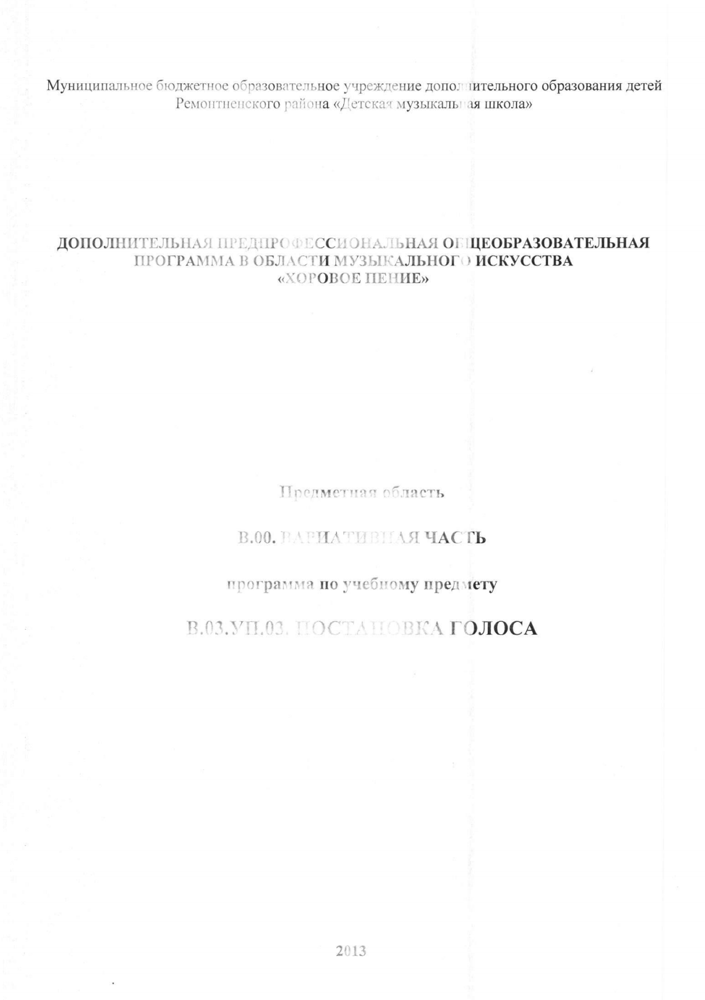 Муниципальное бюджетное образовательное учреждение дополнительного образования детей
Ремонтненского района «Детская музыкальная школа»
ДОПОЛНИТЕЛЬНАЯ ПРЕДПРОФЕССИОНАЛЬНАЯ ОБЩЕОБРАЗОВАТЕЛЬНАЯ
ПРОГРАММА В ОБЛАСТИ МУЗЫКАЛЬНОГО ИСКУССТВА
«ХОРОВОЕ ПЕНИЕ»
Предметная область
В.00. ВАРИАТИВНАЯ ЧАСТЬ
программа по учебному предмету
В.03.УП.03. ПОСТАНОВКА ГОЛОСА
2013